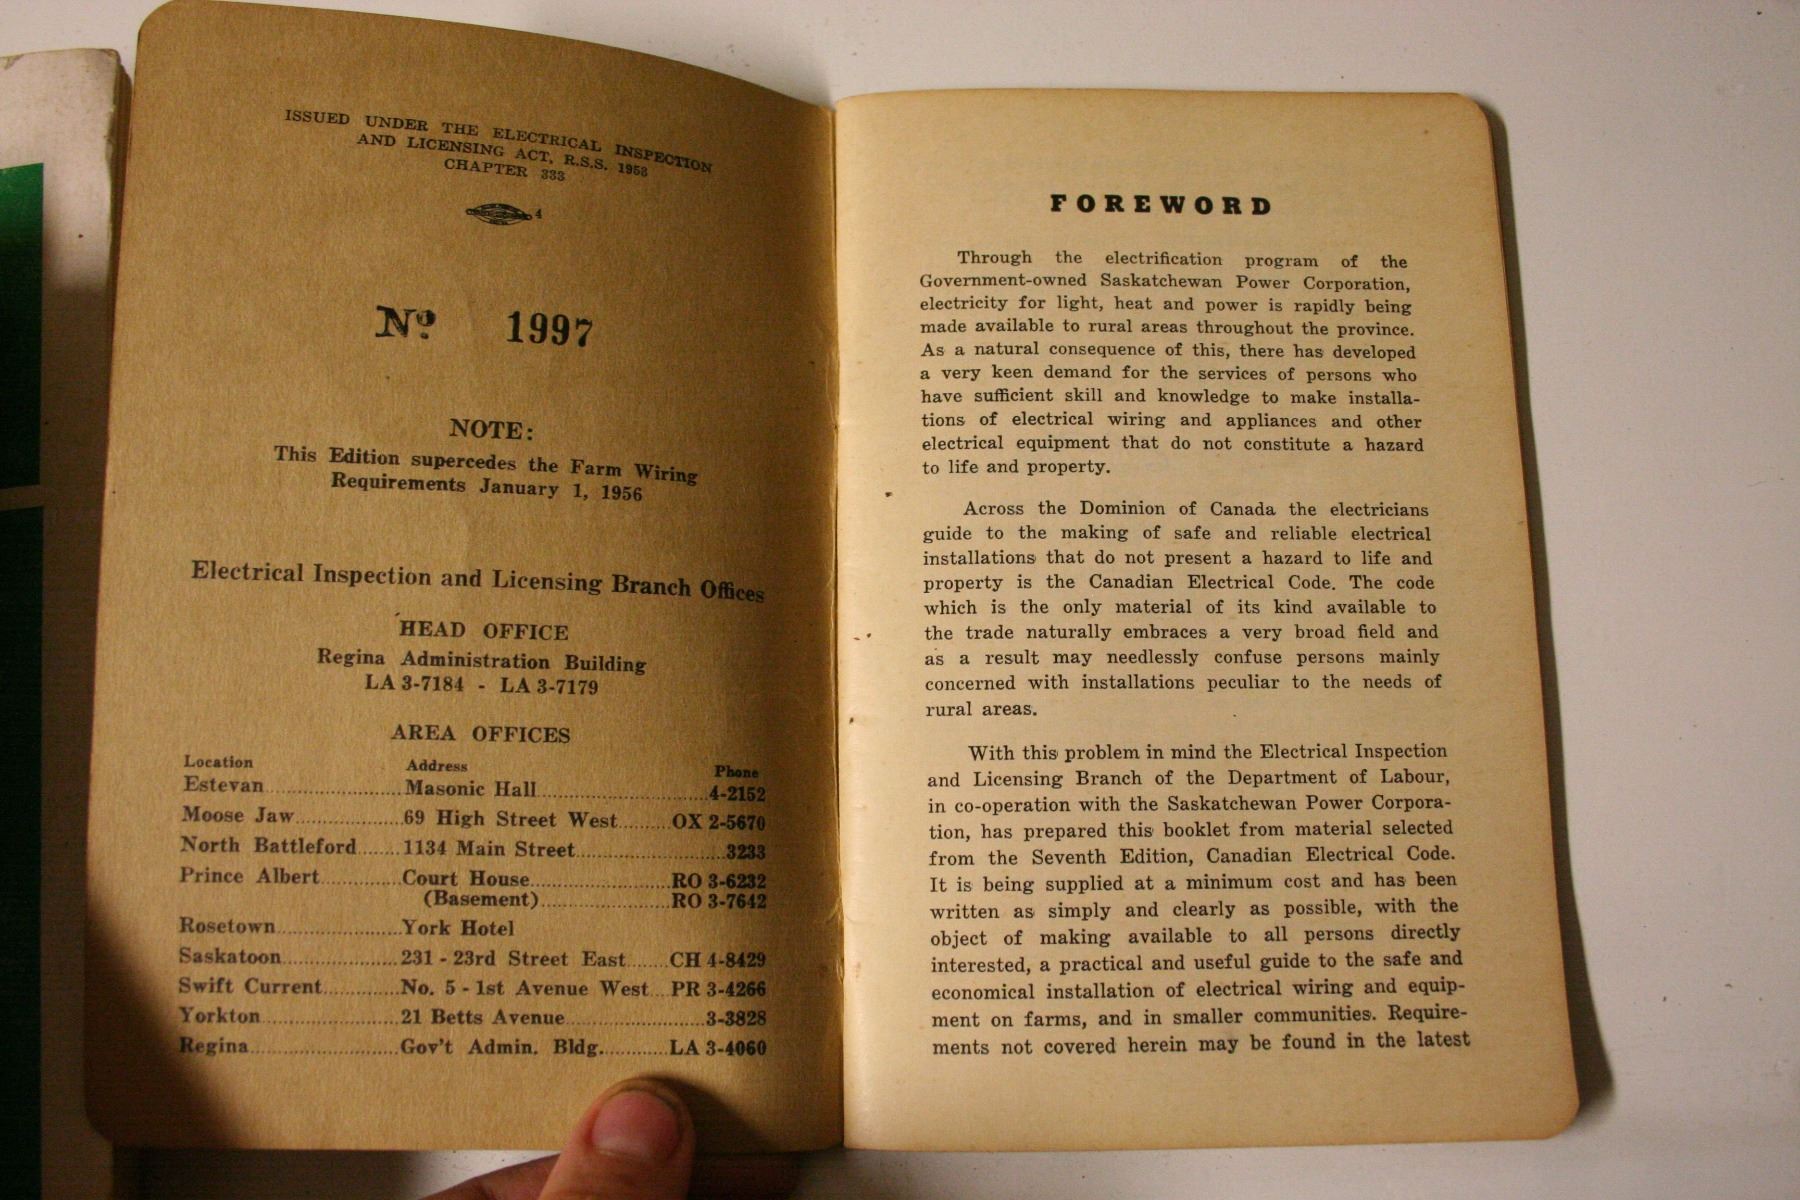 ISSUED UNDER THE ELECTRICAL INSPECTION
AND LICENSING ACT, R.S.S. 1953
CHAPTER 333
4
No. 1997
NOTE:
This Edition supercedes the Farm Wiring
Requirements January 1, 1956
Electrical Inspection and Licensing Branch Offices
HEAD OFFICE
Regina Administration Building
LA 3-7184 - LA 3-7179
AREA OFFICES
Location Address Phone
Estevan Masonic Hall 4-2152
Moose Jaw 69 High Street West OX 2-5670
North Battleford 1134 Main Street 3233
Prince Albert Court House RO 3-6232
(Basement) RO 3-7642
Rosetown York Hotel
Saskatoon 231 - 23rd Street East CH 4-8429
Swift Current No. 5 - 1st Avenue West PR 3-4266
Yorkton 21 Betts Avenue 3-3828
Regina Gov't Admin. Bldg. LA 3-4060
FOREWORD
Through the electrification program of the
Government-owned Saskatchewan Power Corporation,
electricity for light, heat and power is rapidly being
made available to rural areas throughout the province.
As a natural consequence of this, there has developed
a very keen demand for the services of persons who
have sufficient skill and knowledge to make installa-
tions of electrical wiring and appliances and other
electrical equipment that do not constitute a hazard
to life and property.
Across the Dominion of Canada the electricians
guide to the making of safe and reliable electrical
installations that do not present a hazard to life and
property is the Canadian Electrical Code. The code
which is the only material of its kind available to
the trade naturally embraces a very broad field and
as a result may needlessly confuse persons mainly
concerned with installations peculiar to the needs of
rural areas.
With this problem in mind the Electrical Inspection
and Licensing Branch of the Department of Labour,
in co-operation with the Saskatchewan Power Corpora-
tion, has prepared this booklet from material selected
from the Seventh Edition, Canadian Electrical Code.
It is being supplied at a minimum cost and has been
written as simply and clearly as possible, with the
object of making available to all persons directly
interested, a practical and useful guide to the safe and
economical installation of electrical wiring and equip-
ment on farms, and in smaller communities. Require-
ments not covered herein may be found in the latest